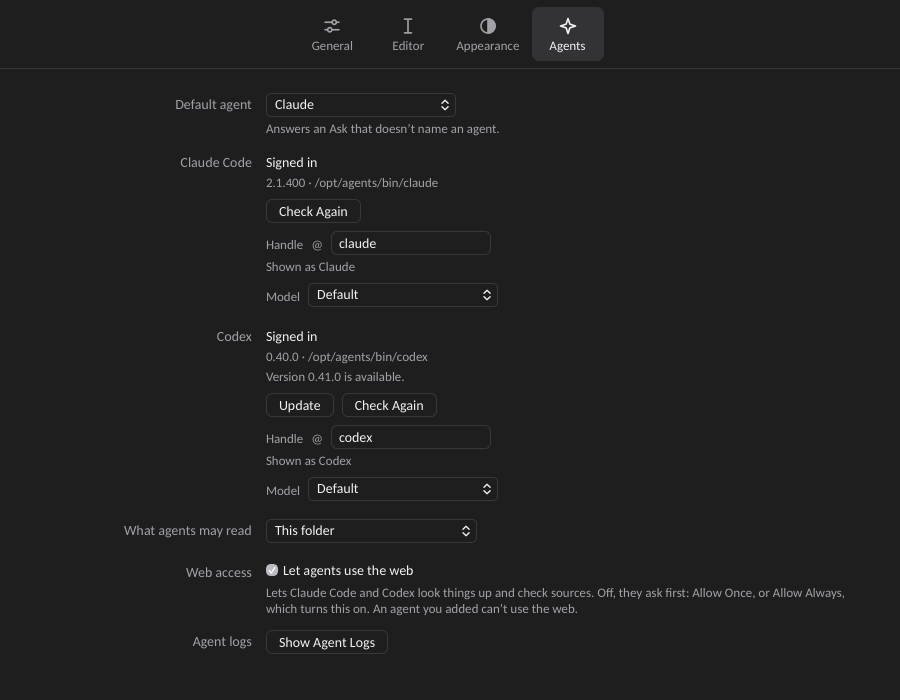 General
Editor
Appearance
Agents
Default agent
Claude
Answers an Ask that doesn’t name an agent.
Claude Code
Signed in
2.1.400 · /opt/agents/bin/claude
Check Again
Handle @ claude
Shown as Claude
Model Default
Codex
Signed in
0.40.0 · /opt/agents/bin/codex
Version 0.41.0 is available.
Update
Check Again
Handle @ codex
Shown as Codex
Model Default
What agents may read
This folder
Web access
Let agents use the web
Lets Claude Code and Codex look things up and check sources. Off, they ask first: Allow Once, or Allow Always,
which turns this on. An agent you added can’t use the web.
Agent logs
Show Agent Logs